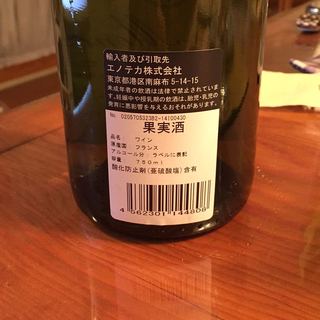 輸入者及び引取先
エノテカ株式会社
東京都港区南麻布 5-14-15
未成年者の飲酒は法律で禁止されていま
す。妊娠中や授乳期の飲酒は、胎児・乳児の
発育に悪影響を与えるおそれがあります。
No. 020570532382-14100430
果実酒
品名 ワイン
原産国 フランス
アルコール分 ラベルに表記
容量 750ml
酸化防止剤(亜硫酸塩)含有
4 562301 144808